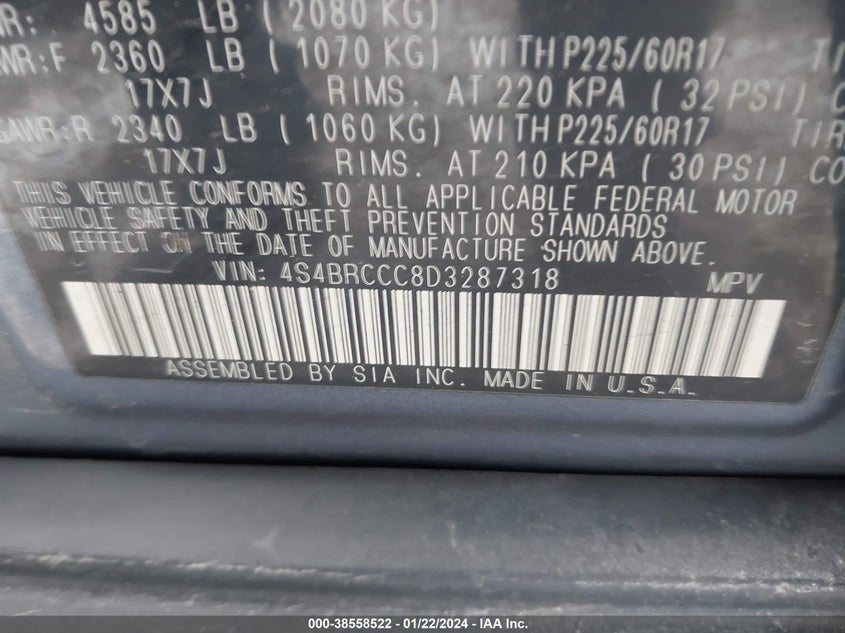 4585 LB ( 2080 KG)
WR:F 2360 LB ( 1070 KG) WITH P225/60R17
17X7J RIMS. AT 220 KPA ( 32 PSI)
GAWR:R 2340 LB ( 1060 KG) WITH P225/60R17
17X7J RIMS. AT 210 KPA ( 30 PSI)
THIS VEHICLE CONFORMS TO ALL APPLICABLE FEDERAL MOTOR
VEHICLE SAFETY AND THEFT PREVENTION STANDARDS
IN EFFECT ON THE DATE OF MANUFACTURE SHOWN ABOVE.
VIN: 4S4BRCCC8D3287318 MPV
ASSEMBLED BY SIA INC. MADE IN U.S.A.
000-38558522 - 01/22/2024 - IAA Inc.